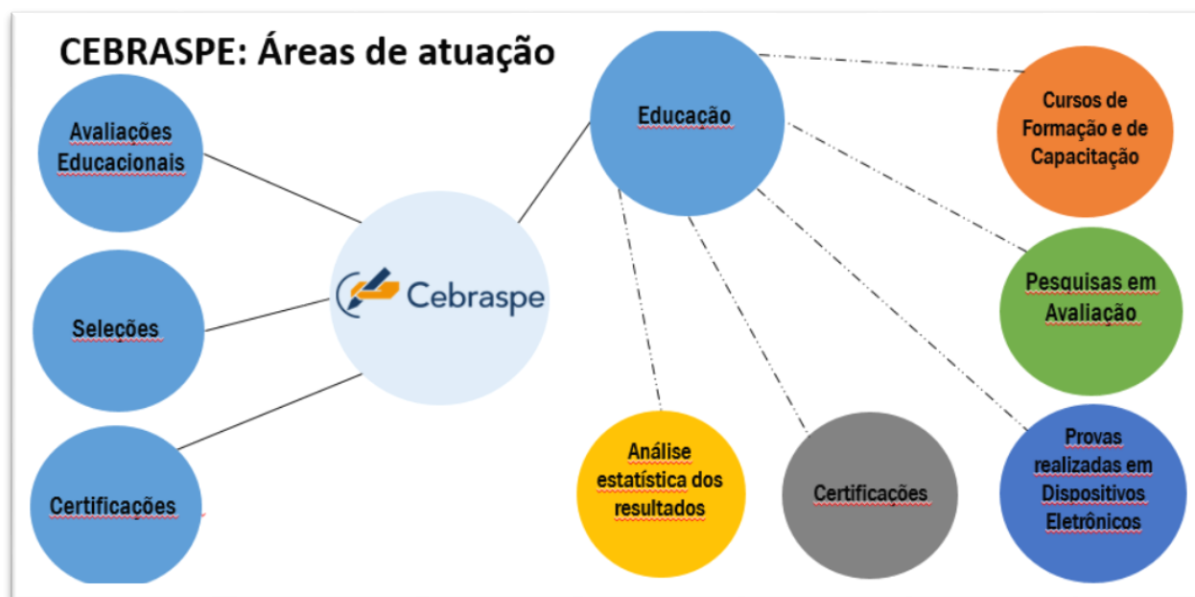 CEBRASPE: Áreas de atuação
Avaliações
Educacionais
Seleções
Certificações
Cebraspe
Educação
Cursos de
Formação e de
Capacitação
Pesquisas em
Avaliação
Provas
realizadas em
Dispositivos
Eletrônicos
Certificações
Análise
estatística dos
resultados